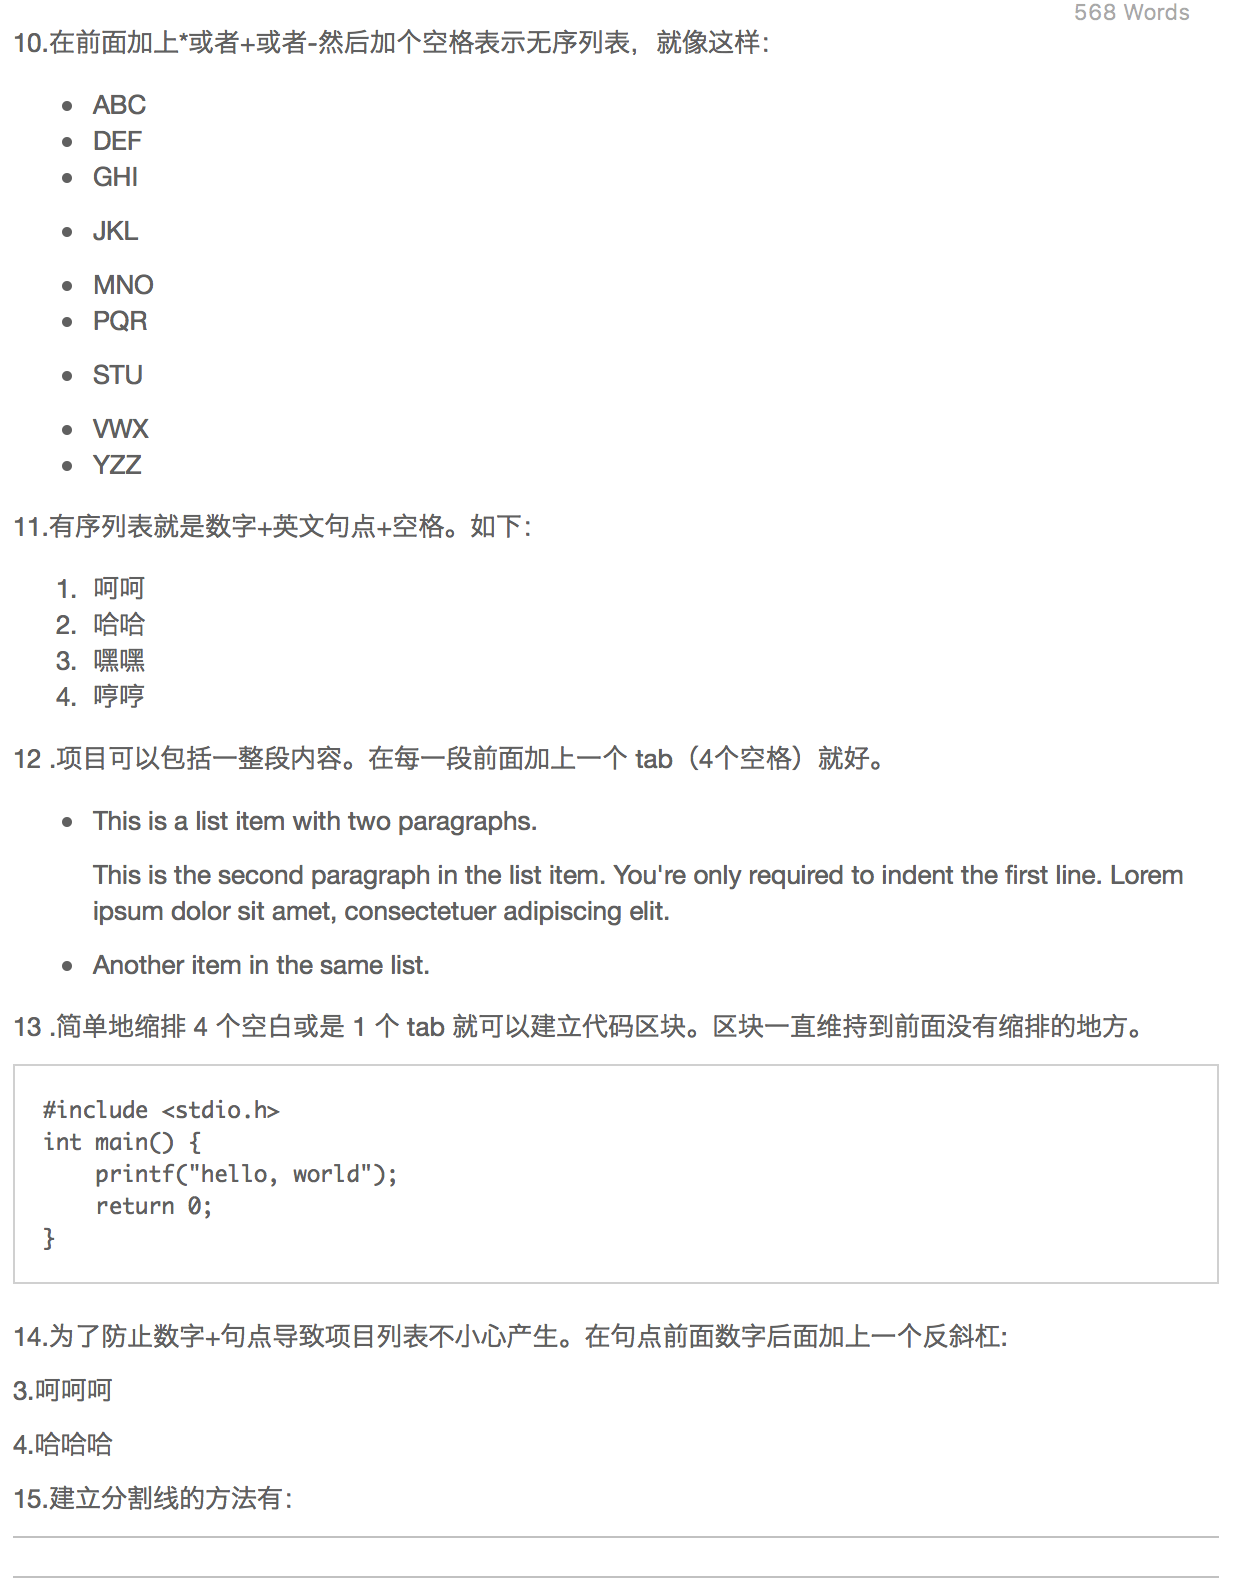 568 Words
10.在前面加上*或者+或者-然后加个空格表示无序列表，就像这样：
• ABC
• DEF
• GHI
• JKL
• MNO
• PQR
• STU
• VWX
• YZZ
11.有序列表就是数字+英文句点+空格。如下：
1. 呵呵
2. 哈哈
3. 嘿嘿
4. 哼哼
12 .项目可以包括一整段内容。在每一段前面加上一个 tab（4个空格）就好。
• This is a list item with two paragraphs.
This is the second paragraph in the list item. You're only required to indent the first line. Lorem
ipsum dolor sit amet, consectetuer adipiscing elit.
• Another item in the same list.
13 .简单地缩排 4 个空白或是 1 个 tab 就可以建立代码区块。区块一直维持到前面没有缩排的地方。
#include <stdio.h>
int main() {
    printf("hello, world");
    return 0;
}
14.为了防止数字+句点导致项目列表不小心产生。在句点前面数字后面加上一个反斜杠:
3.呵呵呵
4.哈哈哈
15.建立分割线的方法有：